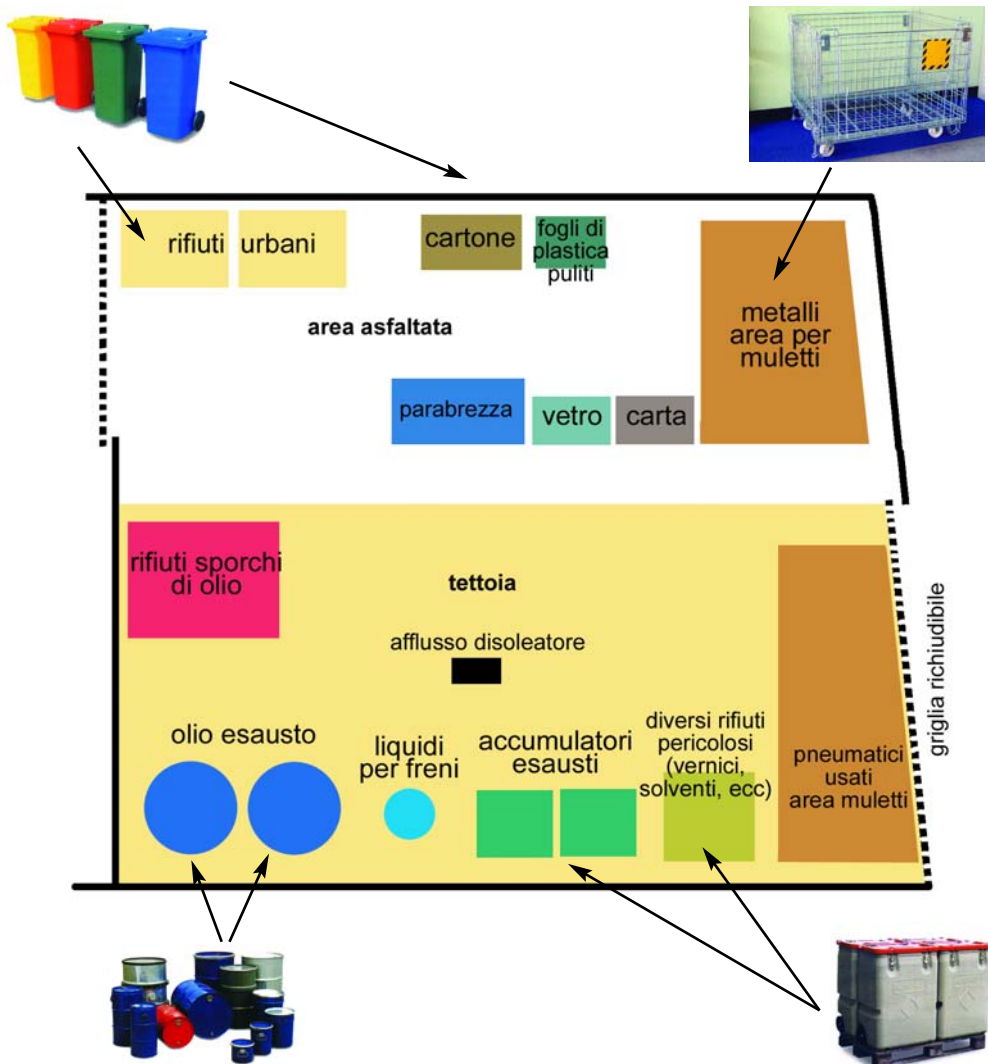 rifiuti urbani
cartone
fogli di
plastica
puliti
area asfaltata
metalli
area per
muletti
parabrezza
vetro
carta
rifiuti sporchi
di olio
tettoia
afflusso disoleatore
griglia richiudibile
olio esausto
liquidi
per freni
accumulatori
esausti
diversi rifiuti
pericolosi
(vernici,
solventi, ecc)
pneumatici
usati
area muletti